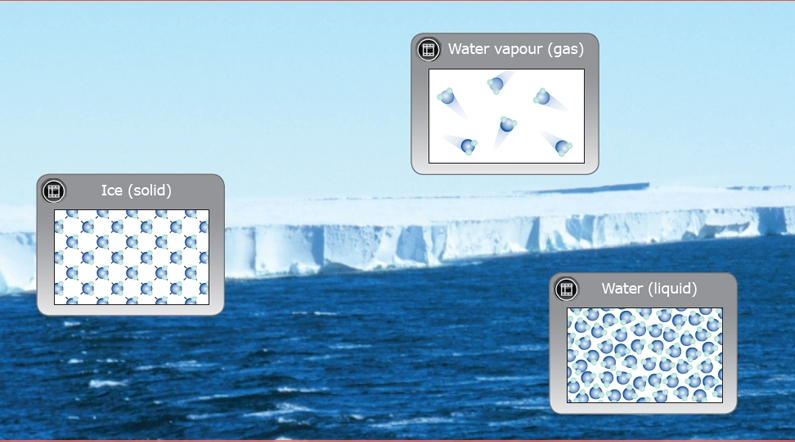 Water vapour (gas)
Ice (solid)
Water (liquid)